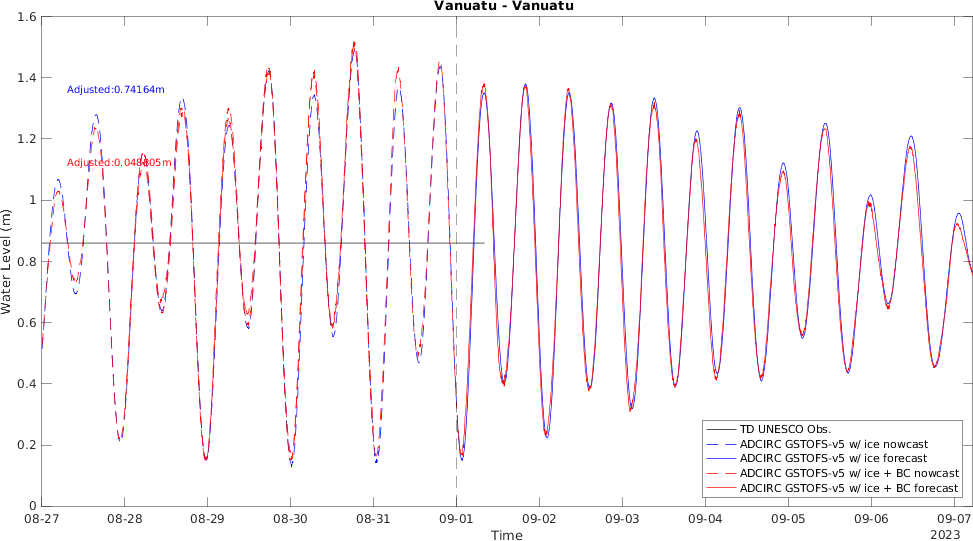 Vanuatu - Vanuatu
1.6
1.4
1.2
1
0.8
0.6
0.4
0.2
0
Water Level (m)
Adjusted:0.74164m
08-27
08-28
08-29
08-30
08-31
09-01
09-02
09-03
09-04
09-05
09-06
09-07
2023
Time
TD UNESCO Obs.
ADCIRC GSTOFS-v5 w/ ice nowcast
ADCIRC GSTOFS-v5 w/ ice forecast
ADCIRC GSTOFS-v5 w/ ice + BC nowcast
ADCIRC GSTOFS-v5 w/ ice + BC forecast